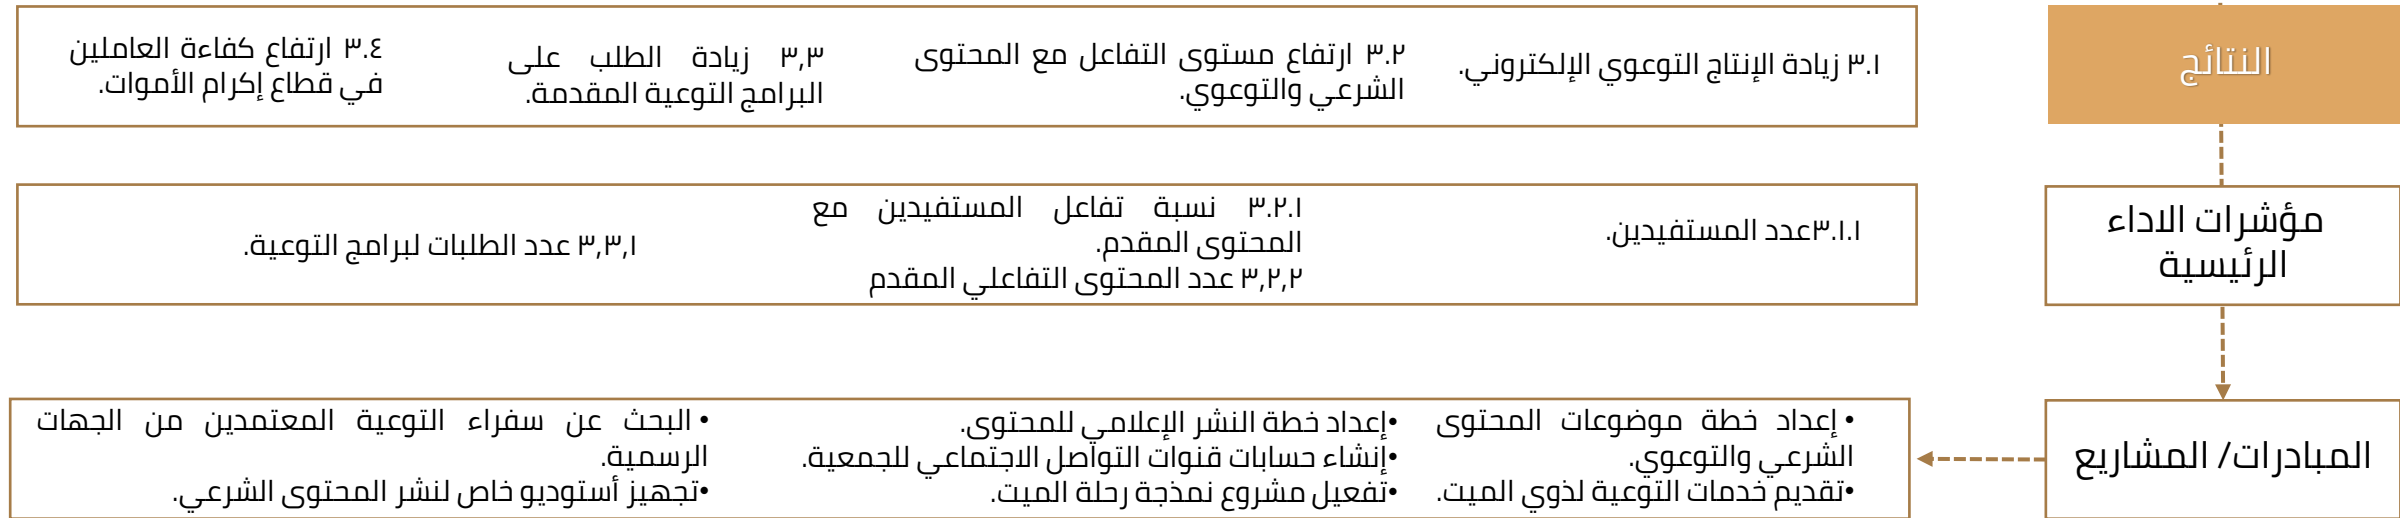 النتائج
٣.١ زيادة الإنتاج التوعوي الإلكتروني.
٣.٢ ارتفاع مستوى التفاعل مع المحتوى
الشرعي والتوعوي.
٣,٣ زيادة الطلب على
البرامج التوعية المقدمة.
٣.٤ ارتفاع كفاءة العاملين
في قطاع إكرام الأموات.
مؤشرات الاداء
الرئيسية
٣.١.١عدد المستفيدين.
٣.٢.١ نسبة تفاعل المستفيدين مع
المحتوى المقدم.
٣,٢,٢ عدد المحتوى التفاعلي المقدم
٣,٣,١ عدد الطلبات لبرامج التوعية.
المبادرات/ المشاريع
• إعداد خطة موضوعات المحتوى
الشرعي والتوعوي.
•تقديم خدمات التوعية لذوي الميت.
•إعداد خطة النشر الإعلامي للمحتوى.
•إنشاء حسابات قنوات التواصل الاجتماعي للجمعية.
•تفعيل مشروع نمذجة رحلة الميت.
• البحث عن سفراء التوعية المعتمدين من الجهات
الرسمية.
•تجهيز أستوديو خاص لنشر المحتوى الشرعي.